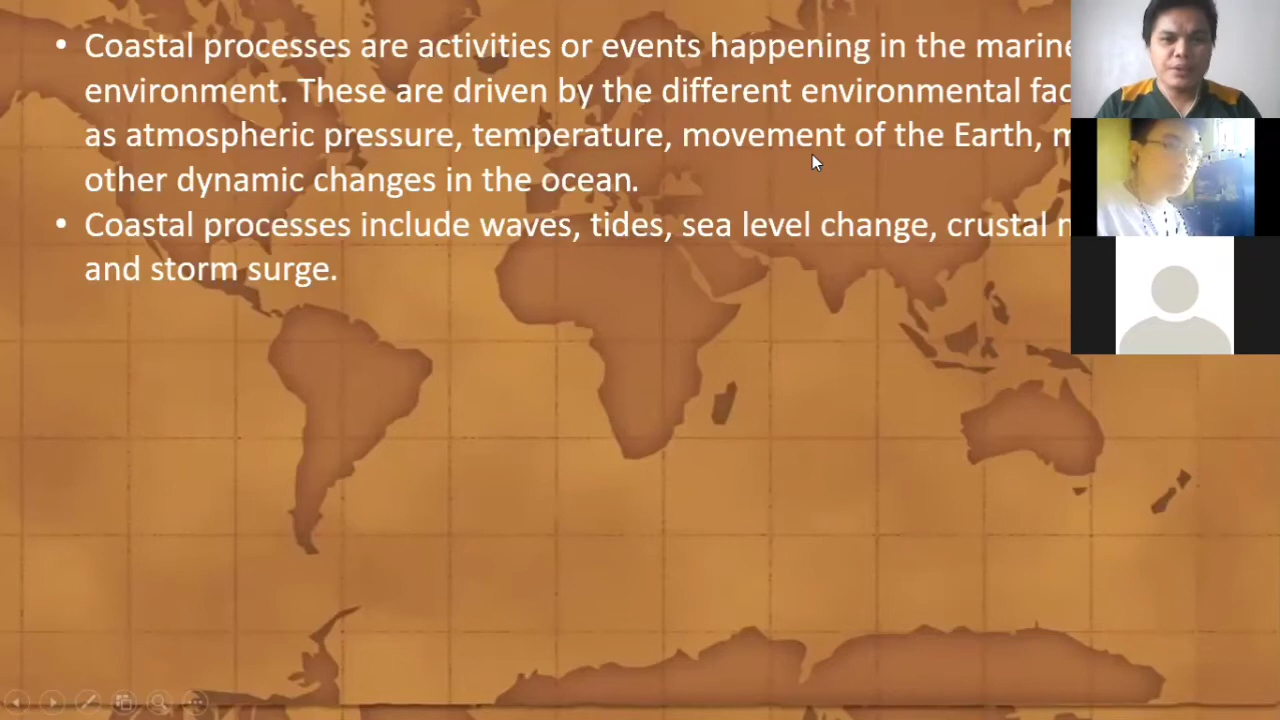 • Coastal processes are activities or events happening in the marine
environment. These are driven by the different environmental
as atmospheric pressure, temperature, movement of the Earth,
other dynamic changes in the ocean.
• Coastal processes include waves, tides, sea level change, crustal
and storm surge.